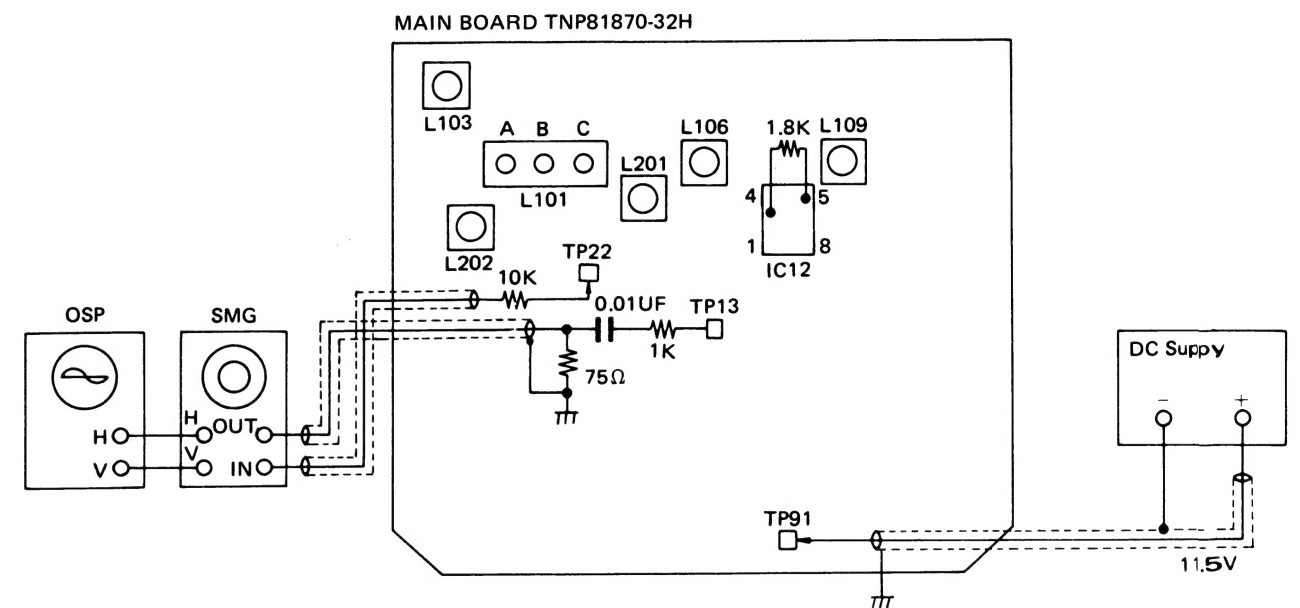 MAIN BOARD TNP81870-32H
L103
A B C
L101
L106
1.8K
L109
L201
4
5
1
8
IC12
L202
TP22
10K
0.01UF
TP13
1K
75Ω
OSP
SMG
H
H
OUT
V
V
IN
DC Supply
-
+
TP91
11.5V